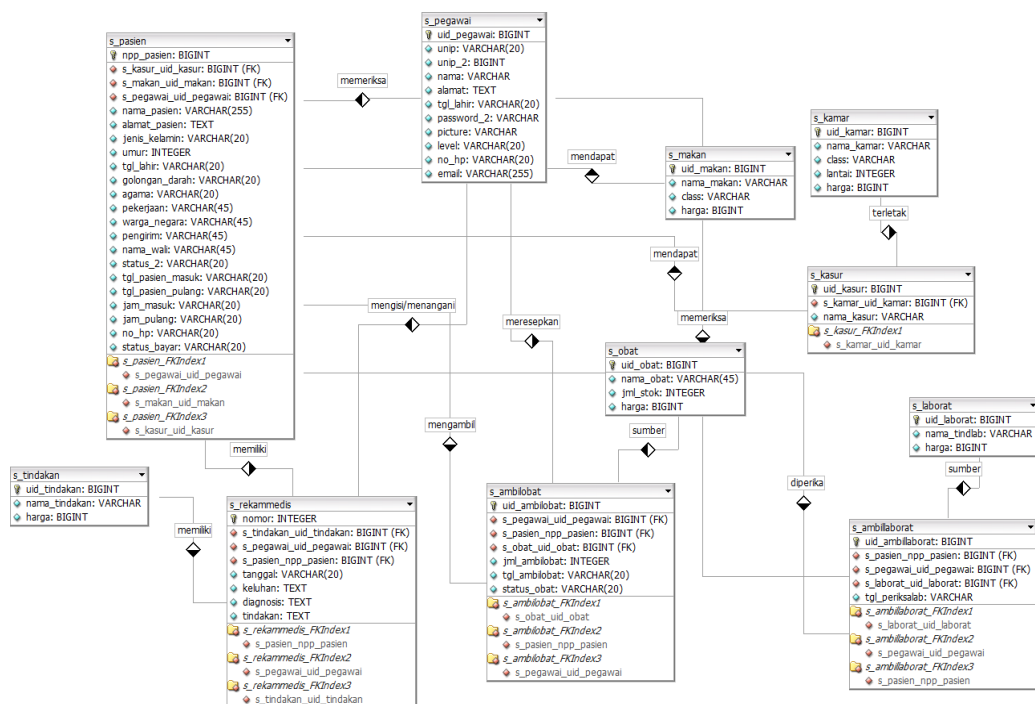 s_pasien
npp_pasien: BIGINT
s_kasur_uid_kasur: BIGINT (FK)
s_makan_uid_makan: BIGINT (FK)
s_pegawai_uid_pegawai: BIGINT (FK)
nama_pasien: VARCHAR(255)
alamat_pasien: TEXT
jenis_kelamin: VARCHAR(20)
umur: INTEGER
tgl_lahir: VARCHAR(20)
golongan_darah: VARCHAR(20)
agama: VARCHAR(20)
pekerjaan: VARCHAR(45)
warga_negara: VARCHAR(45)
pengirim: VARCHAR(45)
nama_wali: VARCHAR(45)
status_2: VARCHAR(20)
tgl_pasien_masuk: VARCHAR(20)
tgl_pasien_pulang: VARCHAR(20)
jam_masuk: VARCHAR(20)
jam_pulang: VARCHAR(20)
no_hp: VARCHAR(20)
status_bayar: VARCHAR(20)
s_pasien_FKIndex1
s_pegawai_uid_pegawai
s_pasien_FKIndex2
s_makan_uid_makan
s_pasien_FKIndex3
s_kasur_uid_kasur
memeriksa
s_pegawai
uid_pegawai: BIGINT
unip: VARCHAR(20)
unip_2: BIGINT
nama: VARCHAR
alamat: TEXT
tgl_lahir: VARCHAR(20)
password_2: VARCHAR
picture: VARCHAR
level: VARCHAR(20)
no_hp: VARCHAR(20)
email: VARCHAR(255)
mendapat
s_makan
uid_makan: BIGINT
nama_makan: VARCHAR
class: VARCHAR
harga: BIGINT
s_kamar
uid_kamar: BIGINT
nama_kamar: VARCHAR
class: VARCHAR
lantai: INTEGER
harga: BIGINT
terletak
mendapat
s_kasur
uid_kasur: BIGINT
s_kamar_uid_kamar: BIGINT (FK)
nama_kasur: VARCHAR
s_kasur_FKIndex1
s_kamar_uid_kamar
mengisi/menangani
meresepkan
memeriksa
s_obat
uid_obat: BIGINT
nama_obat: VARCHAR(45)
jml_stok: INTEGER
harga: BIGINT
s_laborat
uid_laborat: BIGINT
nama_tindlab: VARCHAR
harga: BIGINT
memiliki
mengambil
sumber
sumber
diperika
s_tindakan
uid_tindakan: BIGINT
nama_tindakan: VARCHAR
harga: BIGINT
memiliki
s_rekammedis
nomor: INTEGER
s_tindakan_uid_tindakan: BIGINT (FK)
s_pegawai_uid_pegawai: BIGINT (FK)
s_pasien_npp_pasien: BIGINT (FK)
tanggal: VARCHAR(20)
keluhan: TEXT
diagnosis: TEXT
tindakan: TEXT
s_rekammedis_FKIndex1
s_pasien_npp_pasien
s_rekammedis_FKIndex2
s_pegawai_uid_pegawai
s_rekammedis_FKIndex3
s_tindakan_uid_tindakan
s_ambilobat
uid_ambilobat: BIGINT
s_pegawai_uid_pegawai: BIGINT (FK)
s_pasien_npp_pasien: BIGINT (FK)
s_obat_uid_obat: BIGINT (FK)
jml_ambilobat: INTEGER
tgl_ambilobat: VARCHAR(20)
status_obat: VARCHAR(20)
s_ambilobat_FKIndex1
s_obat_uid_obat
s_ambilobat_FKIndex2
s_pasien_npp_pasien
s_ambilobat_FKIndex3
s_pegawai_uid_pegawai
s_ambillaborat
uid_ambillaborat: BIGINT
s_pasien_npp_pasien: BIGINT (FK)
s_pegawai_uid_pegawai: BIGINT (FK)
s_laborat_uid_laborat: BIGINT (FK)
tgl_periksalab: VARCHAR
s_ambillaborat_FKIndex1
s_laborat_uid_laborat
s_ambillaborat_FKIndex2
s_pegawai_uid_pegawai
s_ambillaborat_FKIndex3
s_pasien_npp_pasien